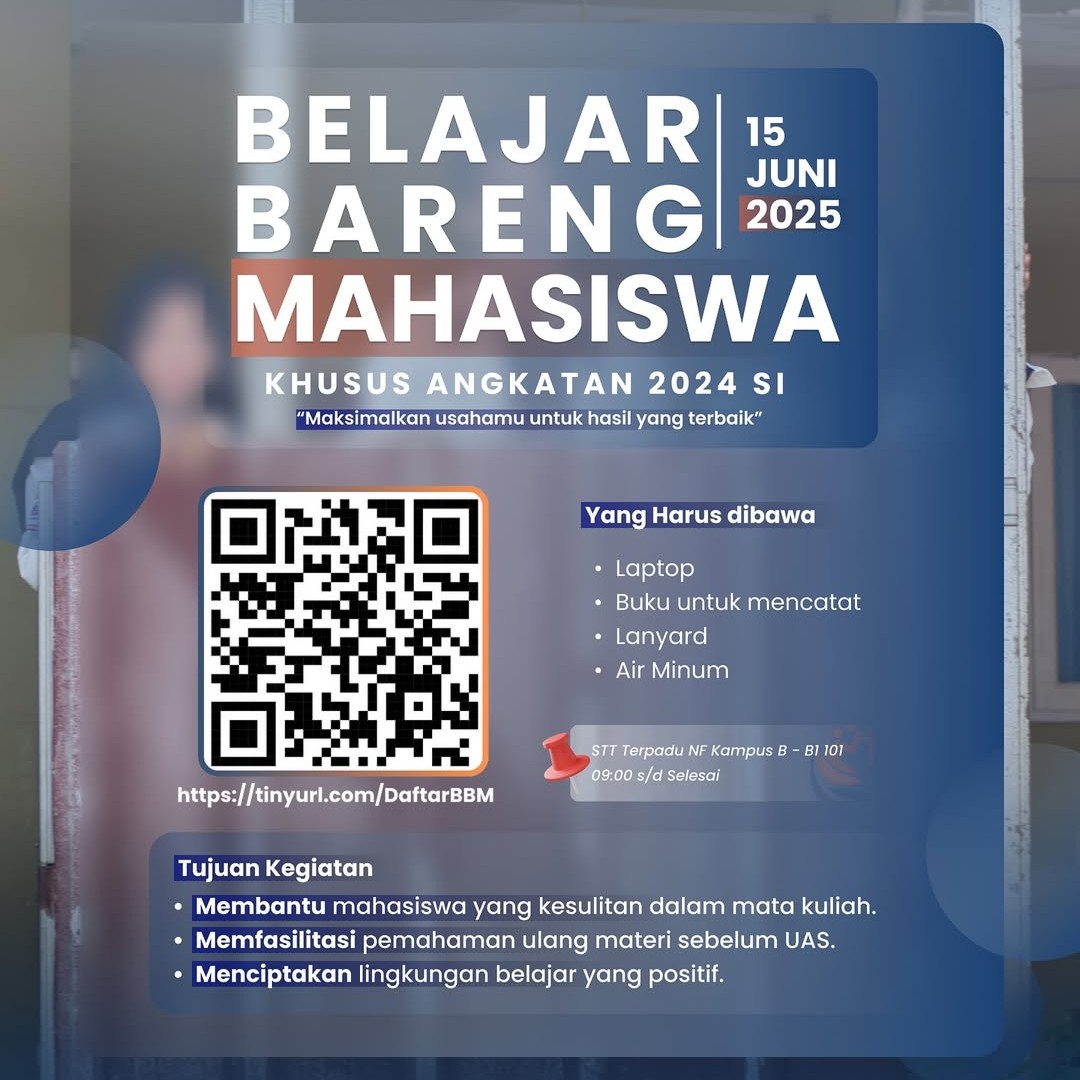 BELAJAR
BARENG
MAHASISWA
15
JUNI
2025
KHUSUS ANGKATAN 2024 SI
“Maksimalkan usahamu untuk hasil yang terbaik”
https://tinyurl.com/DaftarBBM
Yang Harus dibawa
• Laptop
• Buku untuk mencatat
• Lanyard
• Air Minum
STT Terpadu NF Kampus B - B1 101
09:00 s/d Selesai
Tujuan Kegiatan
• Membantu mahasiswa yang kesulitan dalam mata kuliah.
• Memfasilitasi pemahaman ulang materi sebelum UAS.
• Menciptakan lingkungan belajar yang positif.